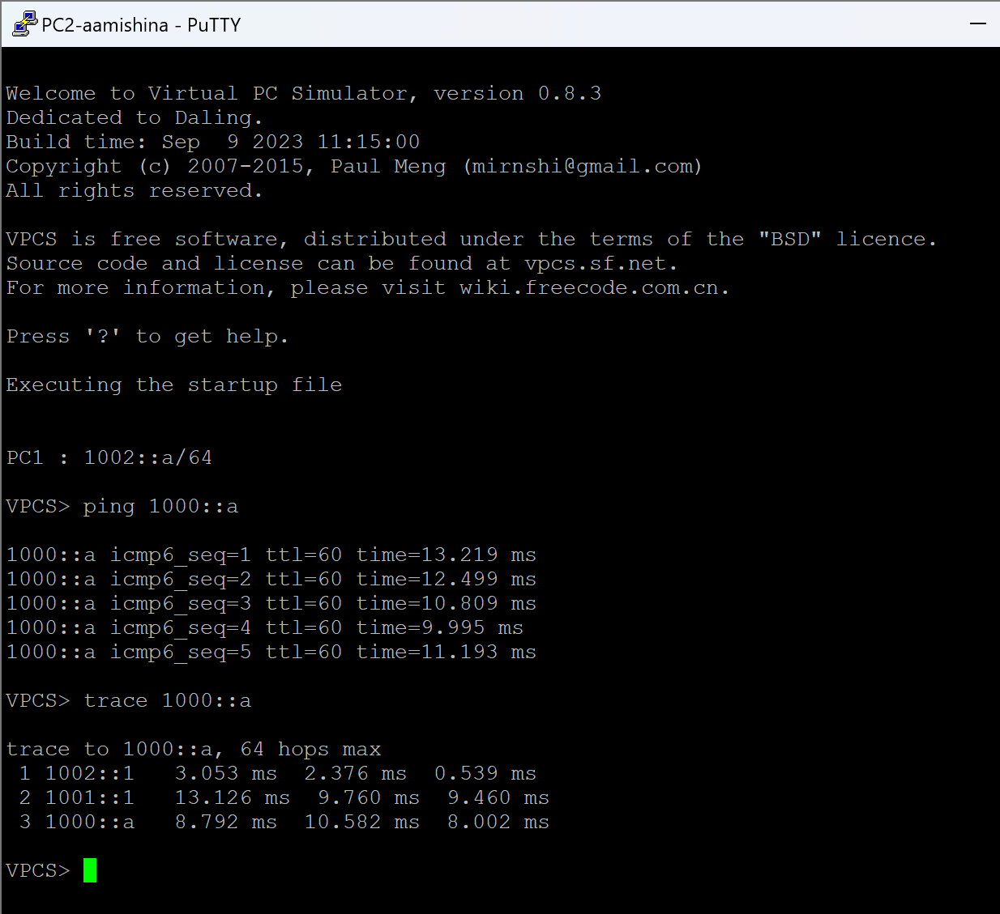 PC2-aamishina - PuTTY
Welcome to Virtual PC Simulator, version 0.8.3
Dedicated to Daling.
Build time: Sep  9 2023 11:15:00
Copyright (c) 2007-2015, Paul Meng (mirnshi@gmail.com)
All rights reserved.
VPCS is free software, distributed under the terms of the "BSD" licence.
Source code and license can be found at vpcs.sf.net.
For more information, please visit wiki.freecode.com.cn.
Press '?' to get help.
Executing the startup file
PC1 : 1002::a/64
VPCS> ping 1000::a
1000::a icmp6_seq=1 ttl=60 time=13.219 ms
1000::a icmp6_seq=2 ttl=60 time=12.499 ms
1000::a icmp6_seq=3 ttl=60 time=10.809 ms
1000::a icmp6_seq=4 ttl=60 time=9.995 ms
1000::a icmp6_seq=5 ttl=60 time=11.193 ms
VPCS> trace 1000::a
trace to 1000::a, 64 hops max
 1 1002::1   3.053 ms  2.376 ms  0.539 ms
 2 1001::1   13.126 ms  9.760 ms  9.460 ms
 3 1000::a   8.792 ms  10.582 ms  8.002 ms
VPCS>